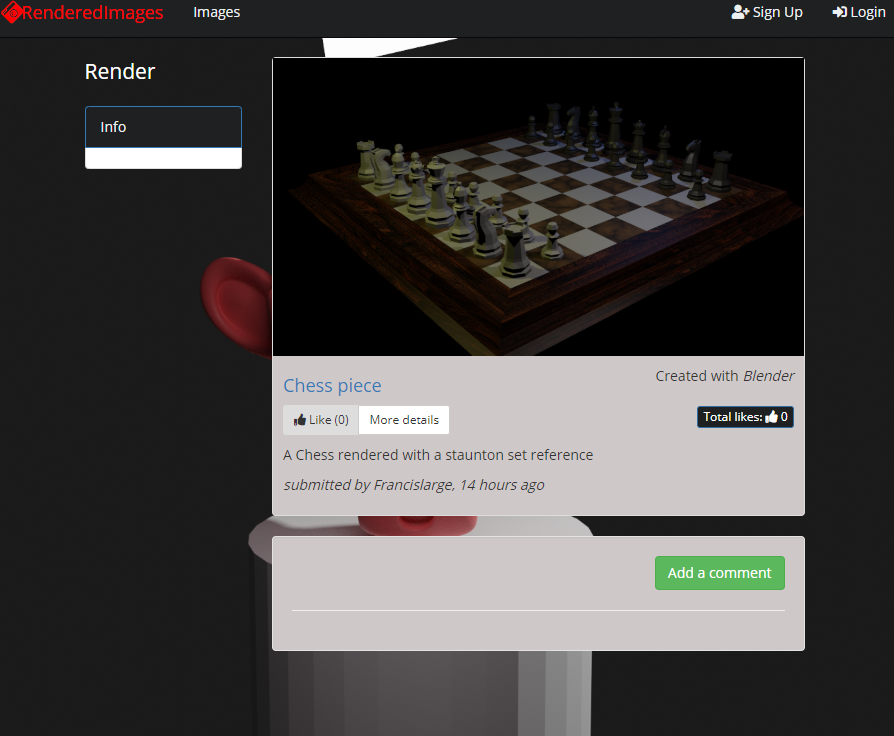 RenderedImages Images Sign Up Login
Render
Info
Chess piece
Created with Blender
Like (0) More details
Total likes: 0
A Chess rendered with a staunton set reference
submitted by Francislarge, 14 hours ago
Add a comment